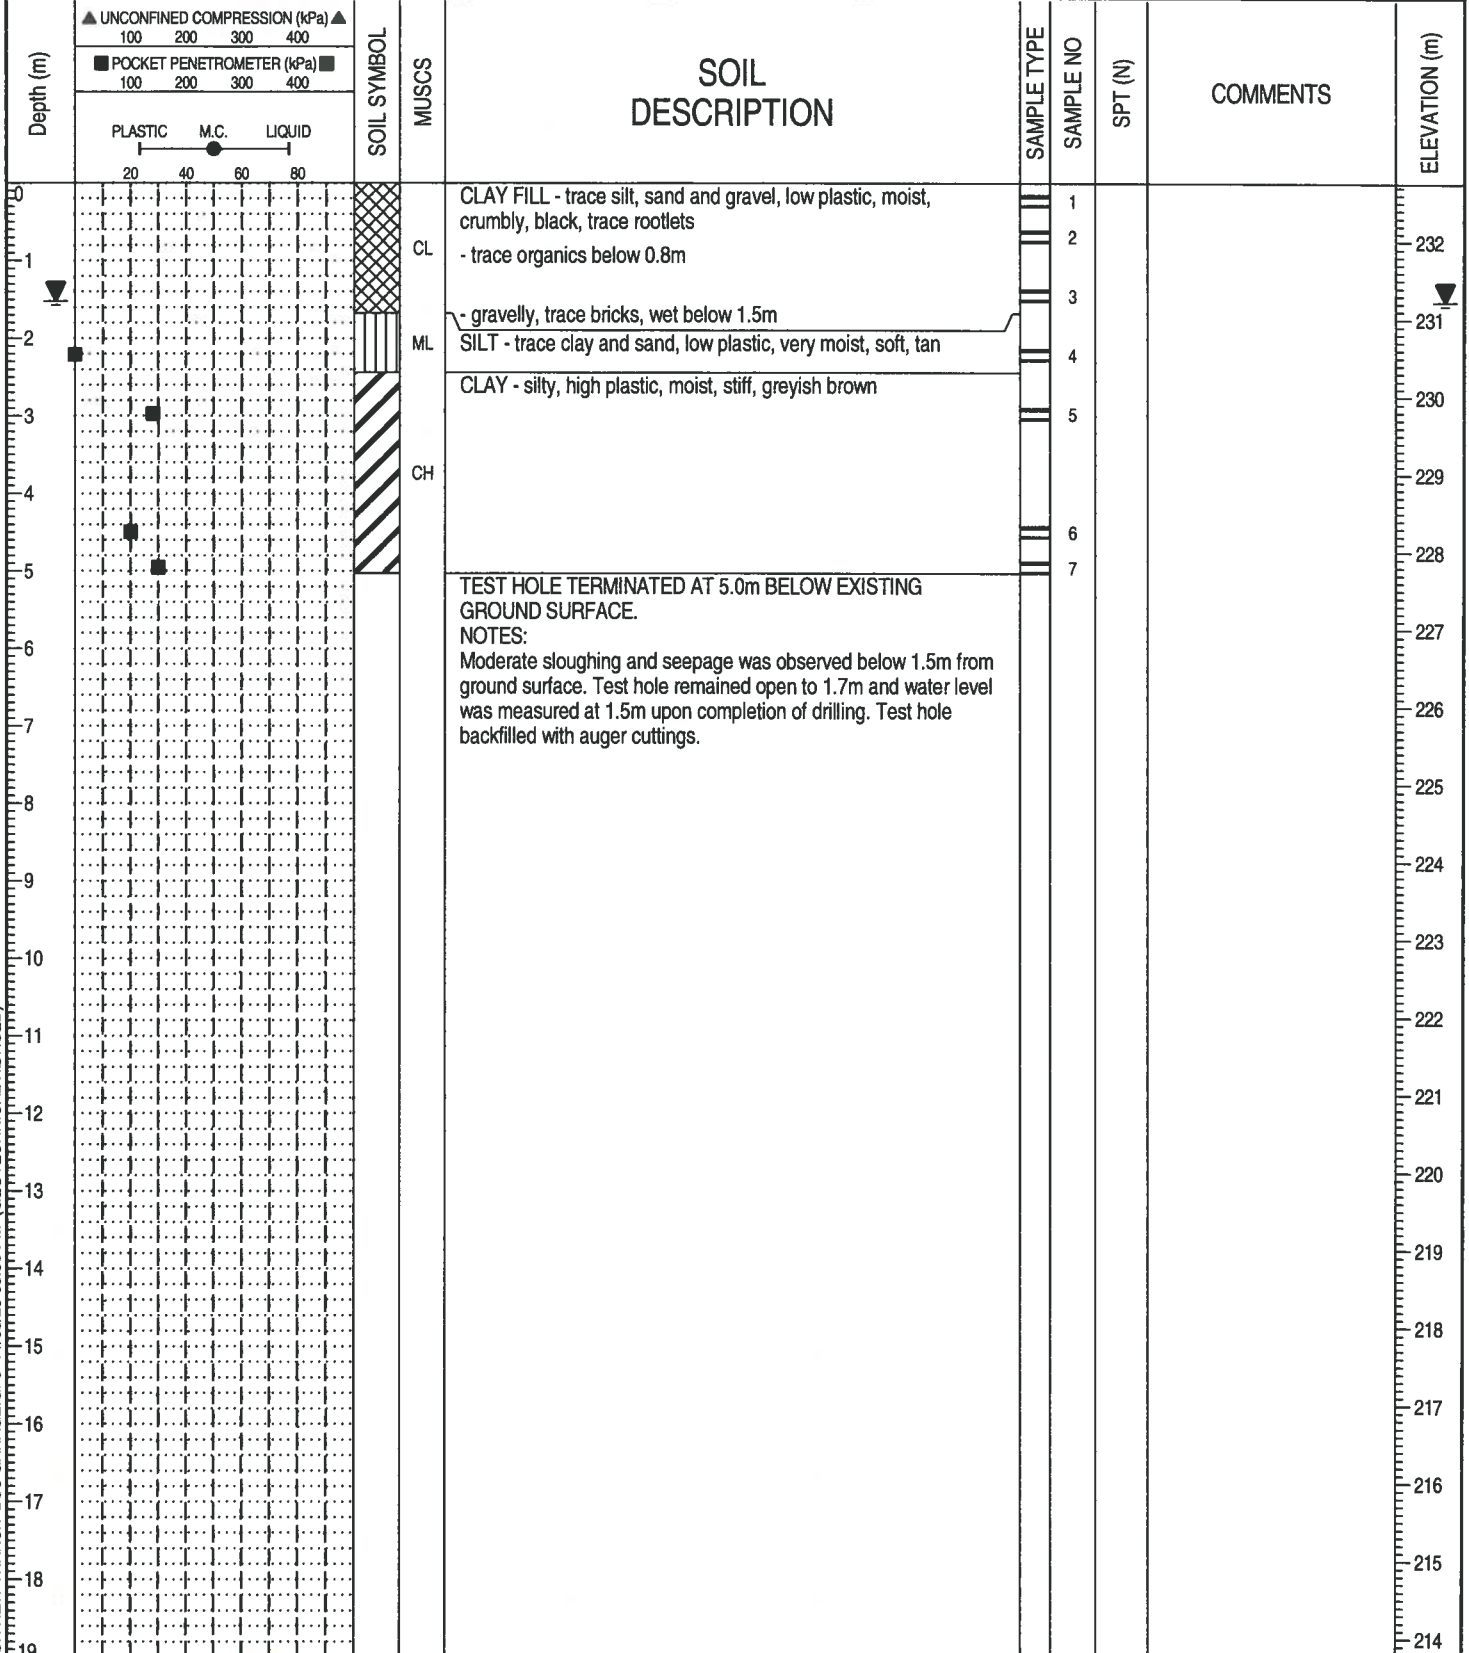 ▲ UNCONFINED COMPRESSION (kPa) ▲
100 200 300 400
■ POCKET PENETROMETER (kPa) ■
100 200 300 400
PLASTIC M.C. LIQUID
20 40 60 80
Depth (m)
SOIL SYMBOL
MUSCS
SOIL
DESCRIPTION
SAMPLE TYPE
SAMPLE NO
SPT (N)
COMMENTS
ELEVATION (m)
0
CLAY FILL - trace silt, sand and gravel, low plastic, moist,
crumbly, black, trace rootlets
1
2
CL
- trace organics below 0.8m
232
1
3
- gravelly, trace bricks, wet below 1.5m
231
2
ML
SILT - trace clay and sand, low plastic, very moist, soft, tan
4
CLAY - silty, high plastic, moist, stiff, greyish brown
230
3
5
CH
229
4
6
228
5
7
TEST HOLE TERMINATED AT 5.0m BELOW EXISTING
GROUND SURFACE.
NOTES:
Moderate sloughing and seepage was observed below 1.5m from
ground surface. Test hole remained open to 1.7m and water level
was measured at 1.5m upon completion of drilling. Test hole
backfilled with auger cuttings.
227
6
226
7
225
8
224
9
223
10
222
11
221
12
220
13
219
14
218
15
217
16
216
17
215
18
214
19